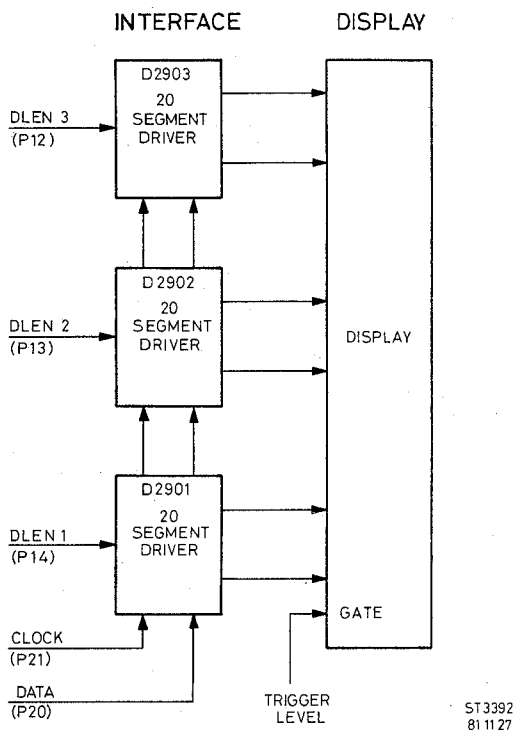 INTERFACE
DISPLAY
D2903
20
SEGMENT
DRIVER
DLEN 3
(P12)
D2902
20
SEGMENT
DRIVER
DLEN 2
(P13)
DISPLAY
D2901
20
SEGMENT
DRIVER
DLEN 1
(P14)
GATE
CLOCK
(P21)
DATA
(P20)
TRIGGER
LEVEL
ST3392
81 11 27